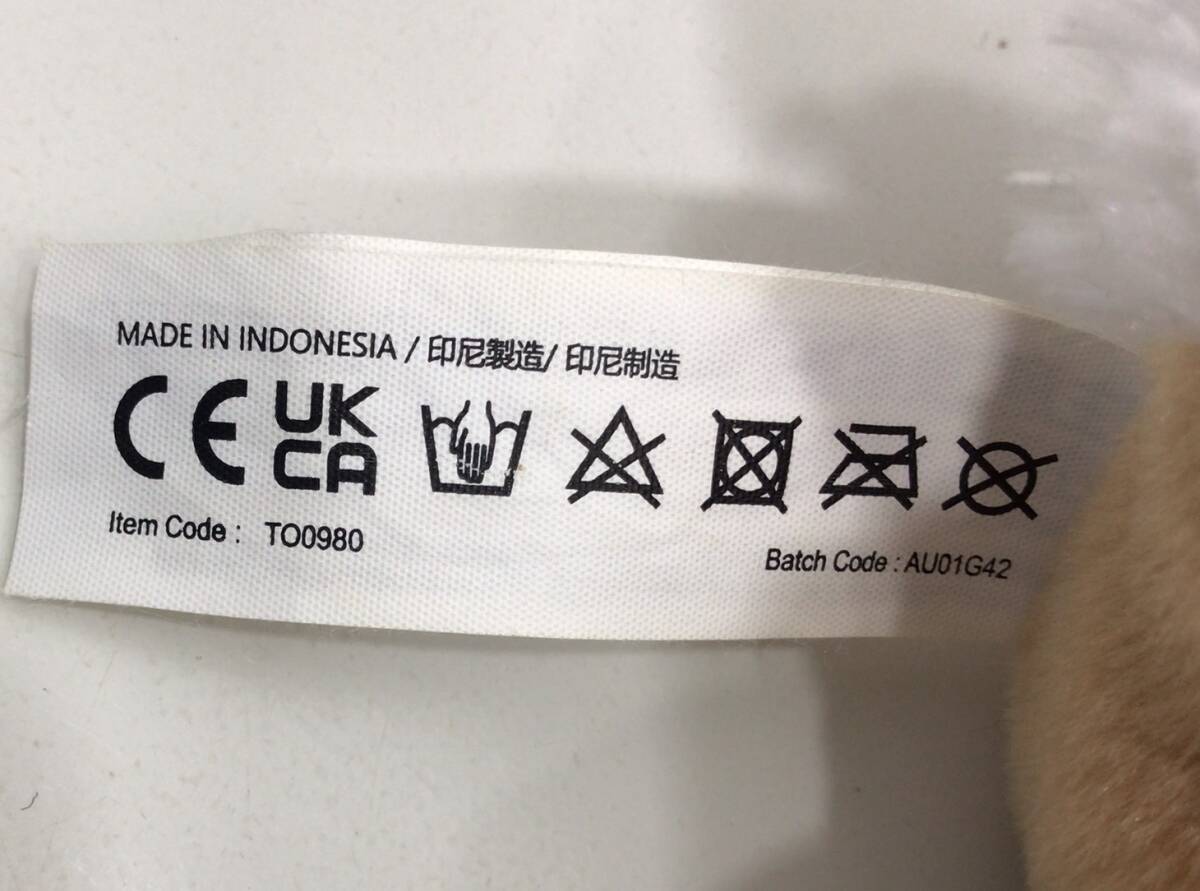 MADE IN INDONESIA / 印尼製造/ 印尼制造
CE UK
CA
Item Code : TO0980
Batch Code : AU01G42